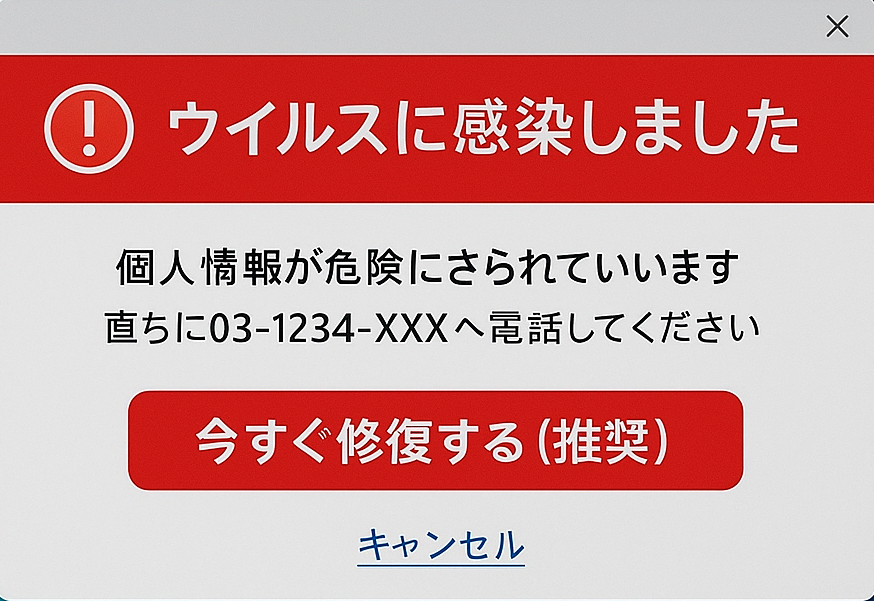 ウイルスに感染しました
個人情報が危険にさられていいます
直ちに03-1234-XXXへ電話してください
今すぐ修復する(推奨)
キャンセル